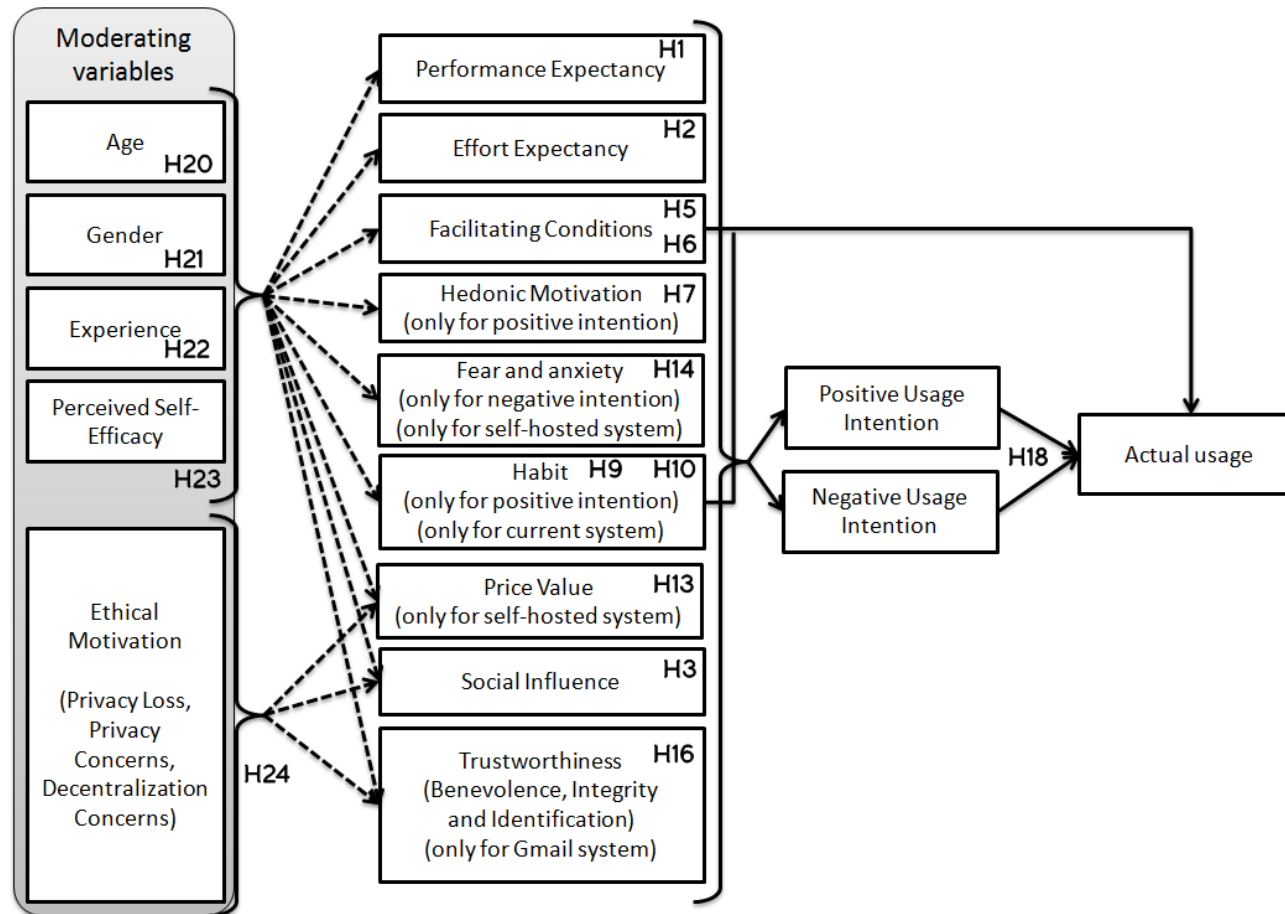 Moderating
variables
Age
H20
Gender
H21
Experience
H22
Perceived Self-
Efficacy
H23
Ethical
Motivation
(Privacy Loss,
Privacy
Concerns,
Decentralization
Concerns)
H24
H1
Performance Expectancy
H2
Effort Expectancy
H5
Facilitating Conditions
H6
Hedonic Motivation H7
(only for positive intention)
Fear and anxiety H14
(only for negative intention)
(only for self-hosted system)
Habit H9 H10
(only for positive intention)
(only for current system)
Price Value H13
(only for self-hosted system)
H3
Social Influence
Trustworthiness H16
(Benevolence, Integrity
and Identification)
(only for Gmail system)
Positive Usage
Intention
Negative Usage
Intention
H18
Actual usage